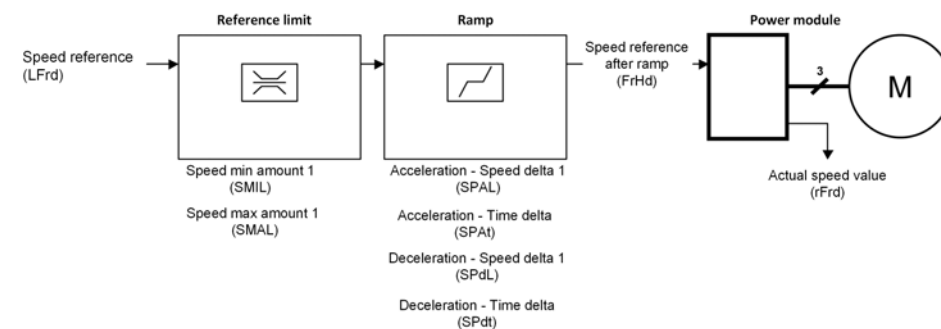 Reference limit
Ramp
Power module
Speed reference
(LFrd)
Speed reference
after ramp
(FrHd)
3
M
Speed min amount 1
(SMIL)
Speed max amount 1
(SMAL)
Acceleration - Speed delta 1
(SPAL)
Acceleration - Time delta
(SPAt)
Deceleration - Speed delta 1
(SPdL)
Deceleration - Time delta
(SPdt)
Actual speed value
(rFrd)